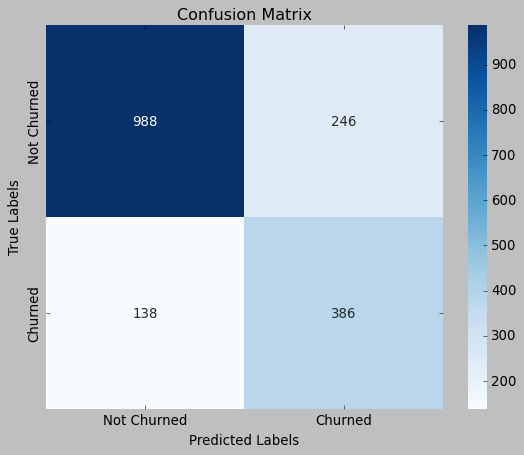 Confusion Matrix
True Labels
Not Churned
Churned
988
246
138
386
Not Churned
Churned
Predicted Labels
900
800
700
600
500
400
300
200